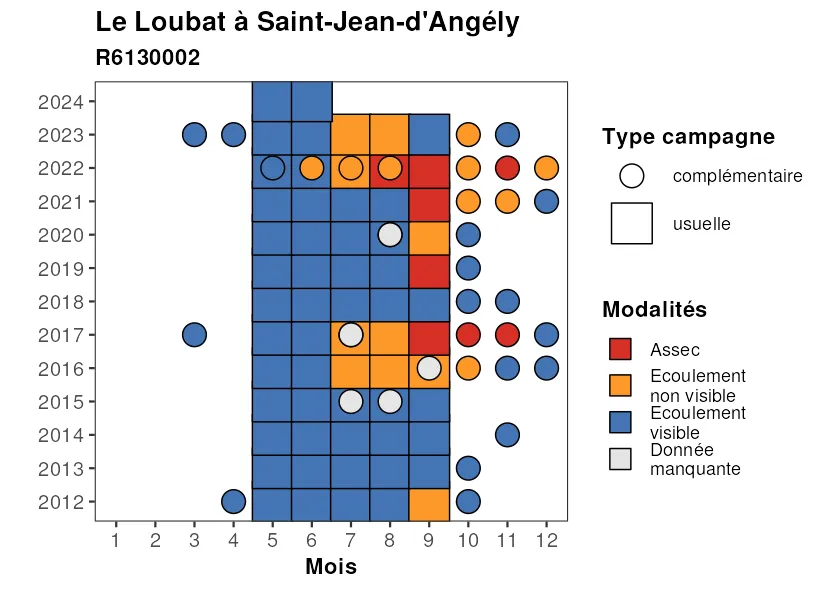 Le Loubat à Saint-Jean-d'Angély
R6130002
2024
2023
2022
2021
2020
2019
2018
2017
2016
2015
2014
2013
2012
1 2 3 4 5 6 7 8 9 10 11 12
Mois
Type campagne
complémentaire
usuelle
Modalités
Assec
Ecoulement
non visible
Ecoulement
visible
Donnée
manquante